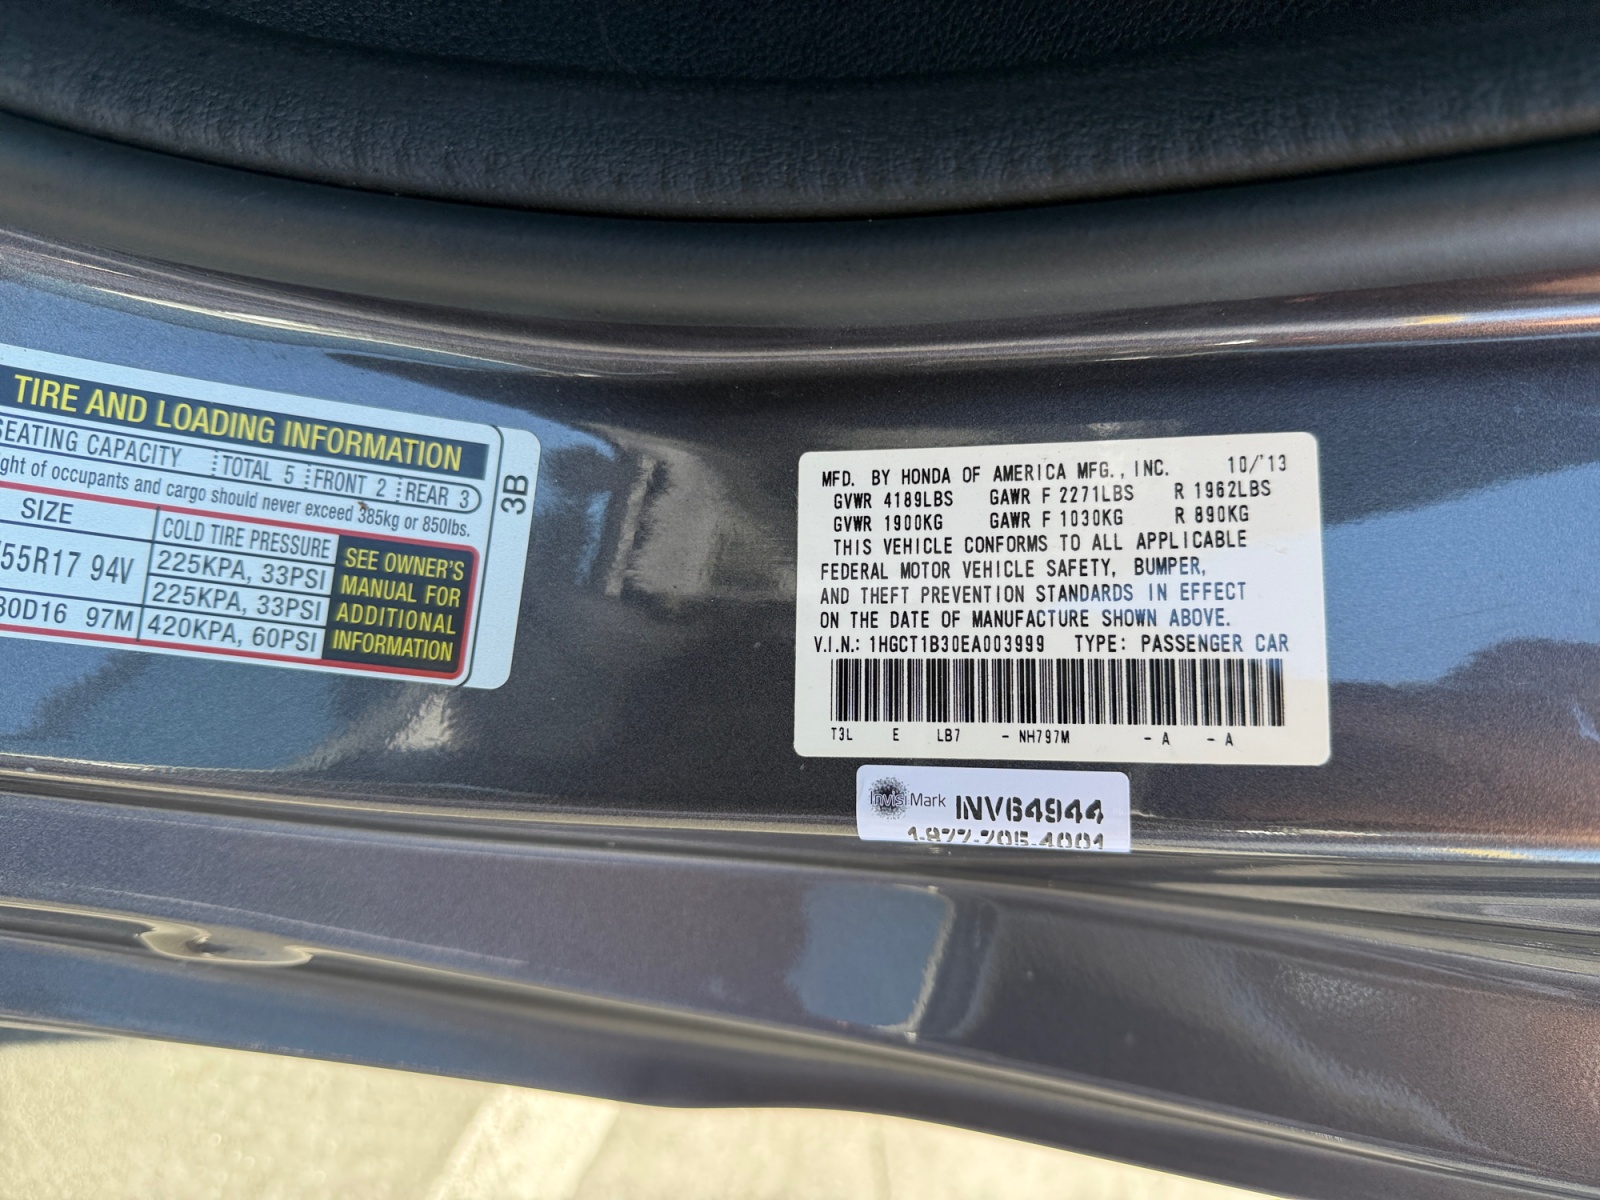 TIRE AND LOADING INFORMATION
SEATING CAPACITY TOTAL 5 FRONT 2 REAR 3
ght of occupants and cargo should never exceed 385kg or 850lbs.
SIZE COLD TIRE PRESSURE
55R17 94V 225KPA, 33PSI
225KPA, 33PSI
80D16 97M 420KPA, 60PSI
SEE OWNER'S
MANUAL FOR
ADDITIONAL
INFORMATION
3B
MFD. BY HONDA OF AMERICA MFG., INC. 10/'13
GVWR 4189LBS GAWR F 2271LBS R 1962LBS
GVWR 1900KG GAWR F 1030KG R 890KG
THIS VEHICLE CONFORMS TO ALL APPLICABLE
FEDERAL MOTOR VEHICLE SAFETY, BUMPER,
AND THEFT PREVENTION STANDARDS IN EFFECT
ON THE DATE OF MANUFACTURE SHOWN ABOVE.
V.I.N.: 1HGCT1B30EA003999 TYPE: PASSENGER CAR
T3L E LB7 - NH797M - A - A
InvisiMark INV64944
1-877-706-4001